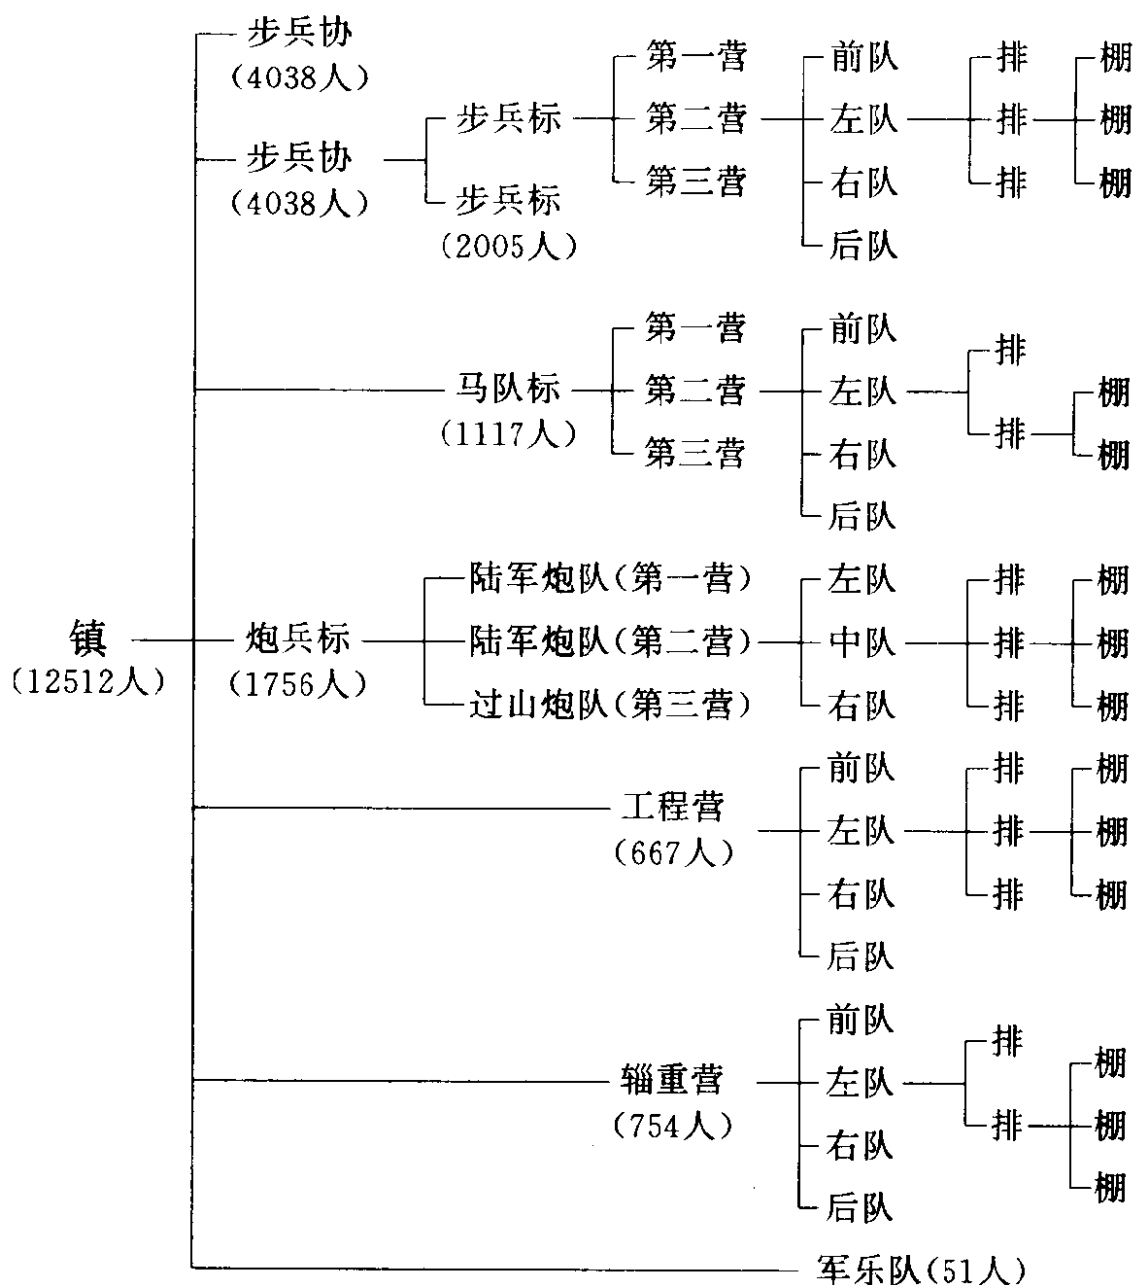 步兵协
(4038人)
步兵协
(4038人)
步兵标
步兵标
(2005人)
第一营
第二营
第三营
前队
左队
右队
后队
排
排
排
棚
棚
棚
马队标
(1117人)
第一营
第二营
第三营
前队
左队
右队
后队
排
排
棚
棚
镇
(12512人)
炮兵标
(1756人)
陆军炮队(第一营)
陆军炮队(第二营)
过山炮队(第三营)
左队
中队
右队
排
排
排
棚
棚
棚
工程营
(667人)
前队
左队
右队
后队
排
排
排
棚
棚
棚
辎重营
(754人)
前队
左队
右队
后队
排
排
棚
棚
棚
军乐队(51人)